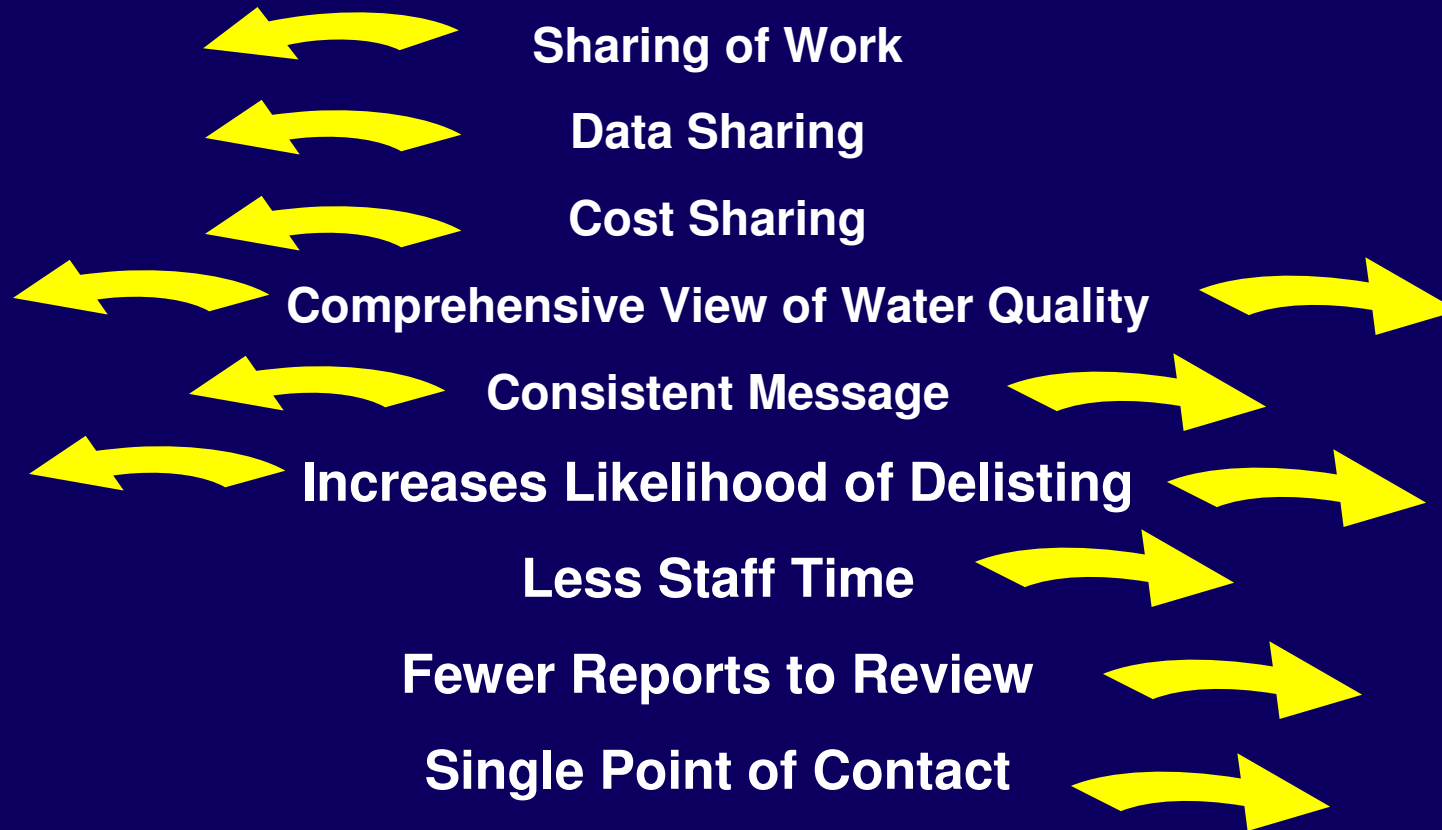 Sharing of Work
Data Sharing
Cost Sharing
Comprehensive View of Water Quality
Consistent Message
Increases Likelihood of Delisting
Less Staff Time
Fewer Reports to Review
Single Point of Contact